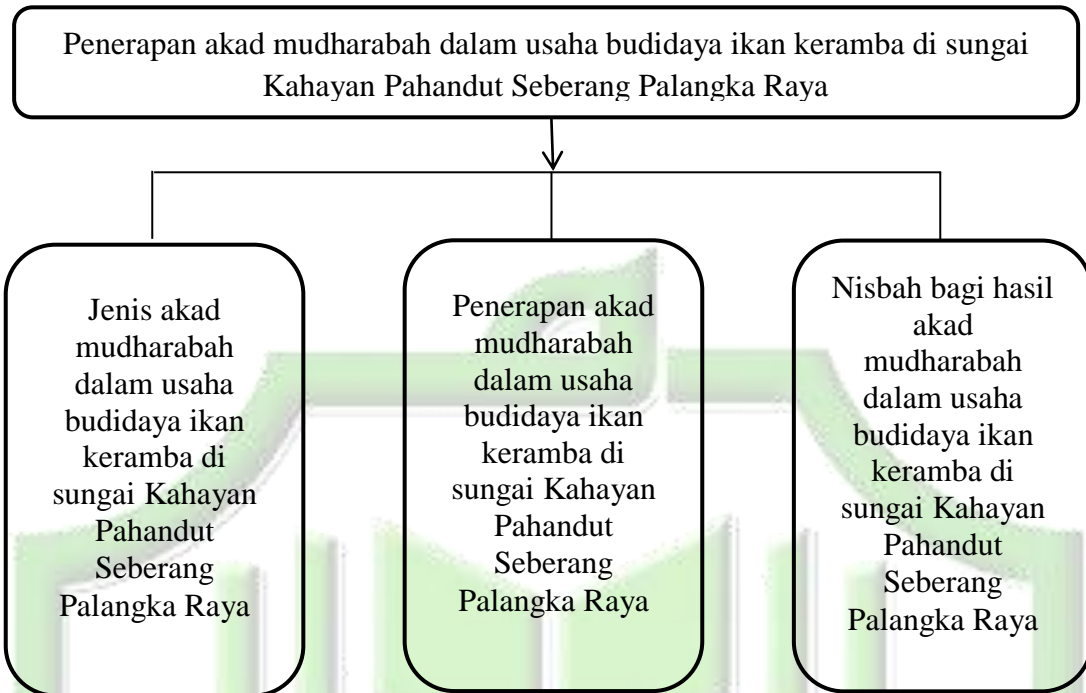 Penerapan akad mudharabah dalam usaha budidaya ikan keramba di sungai
Kahayan Pahandut Seberang Palangka Raya
Jenis akad
mudharabah
dalam usaha
budidaya ikan
keramba di
sungai Kahayan
Pahandut
Seberang
Palangka Raya
Penerapan akad
mudharabah
dalam usaha
budidaya ikan
keramba di
sungai Kahayan
Pahandut
Seberang
Palangka Raya
Nisbah bagi hasil
akad
mudharabah
dalam usaha
budidaya ikan
keramba di
sungai Kahayan
Pahandut
Seberang
Palangka Raya